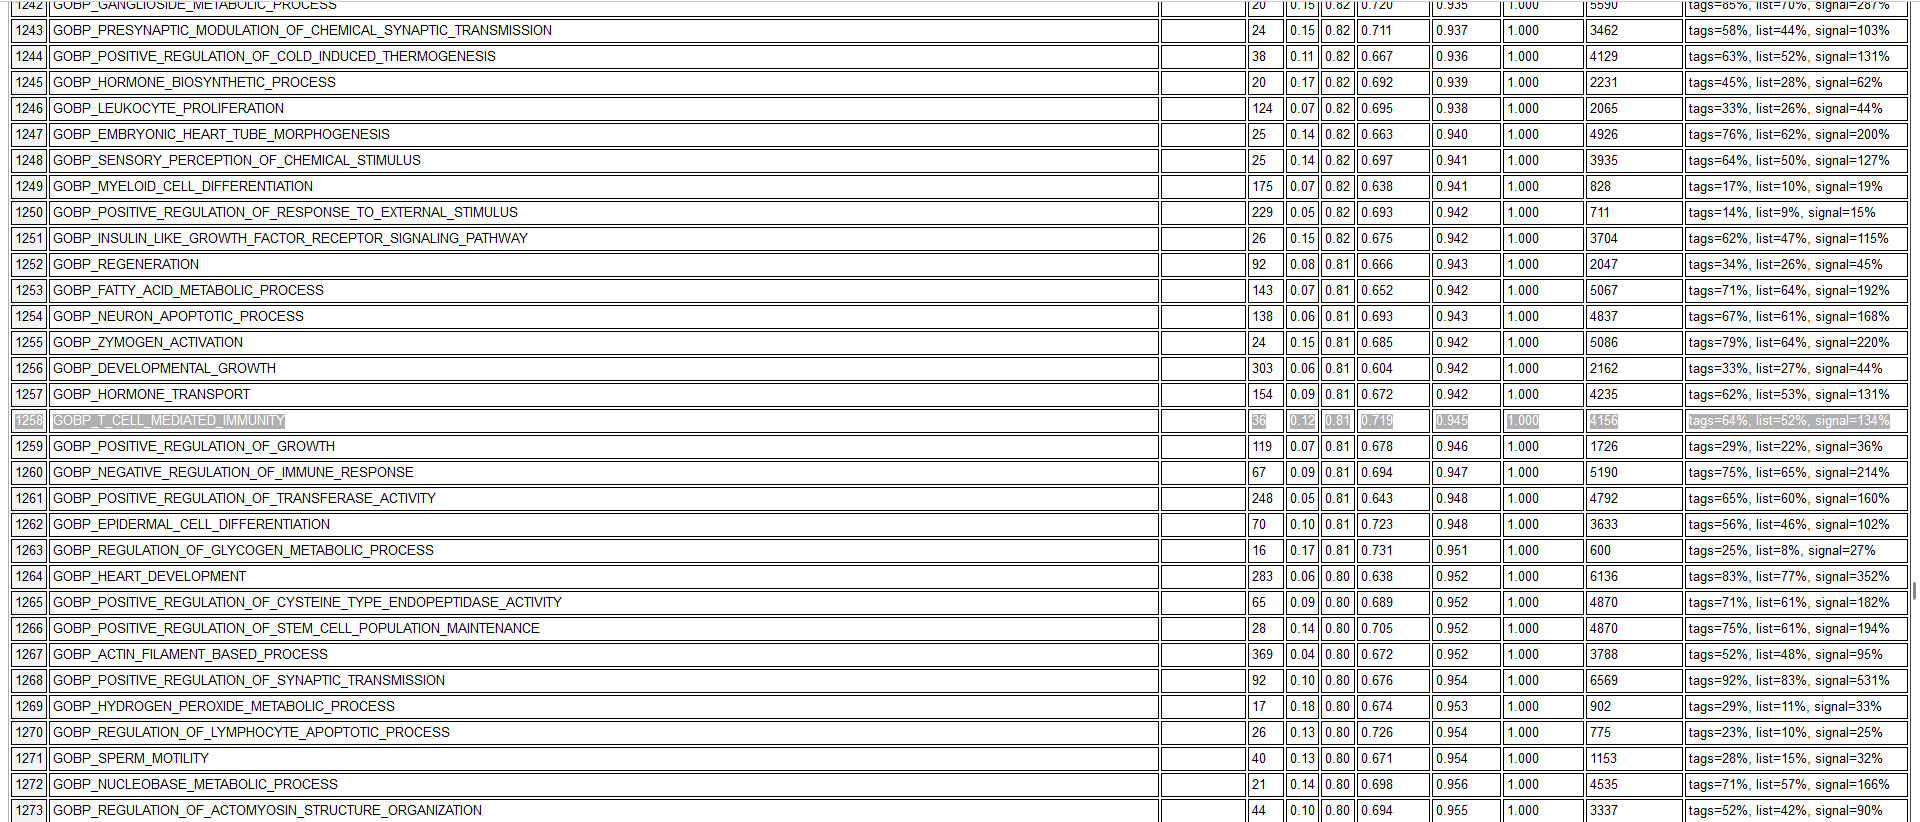 1242 GOBP_GANGLIOSIDE_METABOLIC_PROCESS 20 0.15 0.82 0.720 0.935 1.000 5590 tags=85%, list=70%, signal=287%
1243 GOBP_PRESYNAPTIC_MODULATION_OF_CHEMICAL_SYNAPTIC_TRANSMISSION 24 0.15 0.82 0.711 0.937 1.000 3462 tags=58%, list=44%, signal=103%
1244 GOBP_POSITIVE_REGULATION_OF_COLD_INDUCED_THERMOGENESIS 38 0.11 0.82 0.667 0.936 1.000 4129 tags=63%, list=52%, signal=131%
1245 GOBP_HORMONE_BIOSYNTHETIC_PROCESS 20 0.17 0.82 0.692 0.939 1.000 2231 tags=45%, list=28%, signal=62%
1246 GOBP_LEUKOCYTE_PROLIFERATION 124 0.07 0.82 0.695 0.938 1.000 2065 tags=33%, list=26%, signal=44%
1247 GOBP_EMBRYONIC_HEART_TUBE_MORPHOGENESIS 25 0.14 0.82 0.663 0.940 1.000 4926 tags=76%, list=62%, signal=200%
1248 GOBP_SENSORY_PERCEPTION_OF_CHEMICAL_STIMULUS 25 0.14 0.82 0.697 0.941 1.000 3935 tags=64%, list=50%, signal=127%
1249 GOBP_MYELOID_CELL_DIFFERENTIATION 175 0.07 0.82 0.638 0.941 1.000 828 tags=17%, list=10%, signal=19%
1250 GOBP_POSITIVE_REGULATION_OF_RESPONSE_TO_EXTERNAL_STIMULUS 229 0.05 0.82 0.693 0.942 1.000 711 tags=14%, list=9%, signal=15%
1251 GOBP_INSULIN_LIKE_GROWTH_FACTOR_RECEPTOR_SIGNALING_PATHWAY 26 0.15 0.82 0.675 0.942 1.000 3704 tags=62%, list=47%, signal=115%
1252 GOBP_REGENERATION 92 0.08 0.81 0.666 0.943 1.000 2047 tags=34%, list=26%, signal=45%
1253 GOBP_FATTY_ACID_METABOLIC_PROCESS 143 0.07 0.81 0.652 0.942 1.000 5067 tags=71%, list=64%, signal=192%
1254 GOBP_NEURON_APOPTOTIC_PROCESS 138 0.06 0.81 0.693 0.943 1.000 4837 tags=67%, list=61%, signal=168%
1255 GOBP_ZYMOGEN_ACTIVATION 24 0.15 0.81 0.685 0.942 1.000 5086 tags=79%, list=64%, signal=220%
1256 GOBP_DEVELOPMENTAL_GROWTH 303 0.06 0.81 0.604 0.942 1.000 2162 tags=33%, list=27%, signal=44%
1257 GOBP_HORMONE_TRANSPORT 154 0.09 0.81 0.672 0.942 1.000 4235 tags=62%, list=53%, signal=131%
1258 GOBP_T_CELL_MEDIATED_IMMUNITY 36 0.12 0.81 0.719 0.945 1.000 4156 tags=64%, list=52%, signal=134%
1259 GOBP_POSITIVE_REGULATION_OF_GROWTH 119 0.07 0.81 0.678 0.946 1.000 1726 tags=29%, list=22%, signal=36%
1260 GOBP_NEGATIVE_REGULATION_OF_IMMUNE_RESPONSE 67 0.09 0.81 0.694 0.947 1.000 5190 tags=75%, list=65%, signal=214%
1261 GOBP_POSITIVE_REGULATION_OF_TRANSFERASE_ACTIVITY 248 0.05 0.81 0.643 0.948 1.000 4792 tags=65%, list=60%, signal=160%
1262 GOBP_EPIDERMAL_CELL_DIFFERENTIATION 70 0.10 0.81 0.723 0.948 1.000 3633 tags=56%, list=46%, signal=102%
1263 GOBP_REGULATION_OF_GLYCOGEN_METABOLIC_PROCESS 16 0.17 0.81 0.731 0.951 1.000 600 tags=25%, list=8%, signal=27%
1264 GOBP_HEART_DEVELOPMENT 283 0.06 0.80 0.638 0.952 1.000 6136 tags=83%, list=77%, signal=352%
1265 GOBP_POSITIVE_REGULATION_OF_CYSTEINE_TYPE_ENDOPEPTIDASE_ACTIVITY 65 0.09 0.80 0.689 0.952 1.000 4870 tags=71%, list=61%, signal=182%
1266 GOBP_POSITIVE_REGULATION_OF_STEM_CELL_POPULATION_MAINTENANCE 28 0.14 0.80 0.705 0.952 1.000 4870 tags=75%, list=61%, signal=194%
1267 GOBP_ACTIN_FILAMENT_BASED_PROCESS 369 0.04 0.80 0.672 0.952 1.000 3788 tags=52%, list=48%, signal=95%
1268 GOBP_POSITIVE_REGULATION_OF_SYNAPTIC_TRANSMISSION 92 0.10 0.80 0.676 0.954 1.000 6569 tags=92%, list=83%, signal=531%
1269 GOBP_HYDROGEN_PEROXIDE_METABOLIC_PROCESS 17 0.18 0.80 0.674 0.953 1.000 902 tags=29%, list=11%, signal=33%
1270 GOBP_REGULATION_OF_LYMPHOCYTE_APOPTOTIC_PROCESS 26 0.13 0.80 0.726 0.954 1.000 775 tags=23%, list=10%, signal=25%
1271 GOBP_SPERM_MOTILITY 40 0.13 0.80 0.671 0.954 1.000 1153 tags=28%, list=15%, signal=32%
1272 GOBP_NUCLEOBASE_METABOLIC_PROCESS 21 0.14 0.80 0.698 0.956 1.000 4535 tags=71%, list=57%, signal=166%
1273 GOBP_REGULATION_OF_ACTOMYOSIN_STRUCTURE_ORGANIZATION 44 0.10 0.80 0.694 0.955 1.000 3337 tags=52%, list=42%, signal=90%